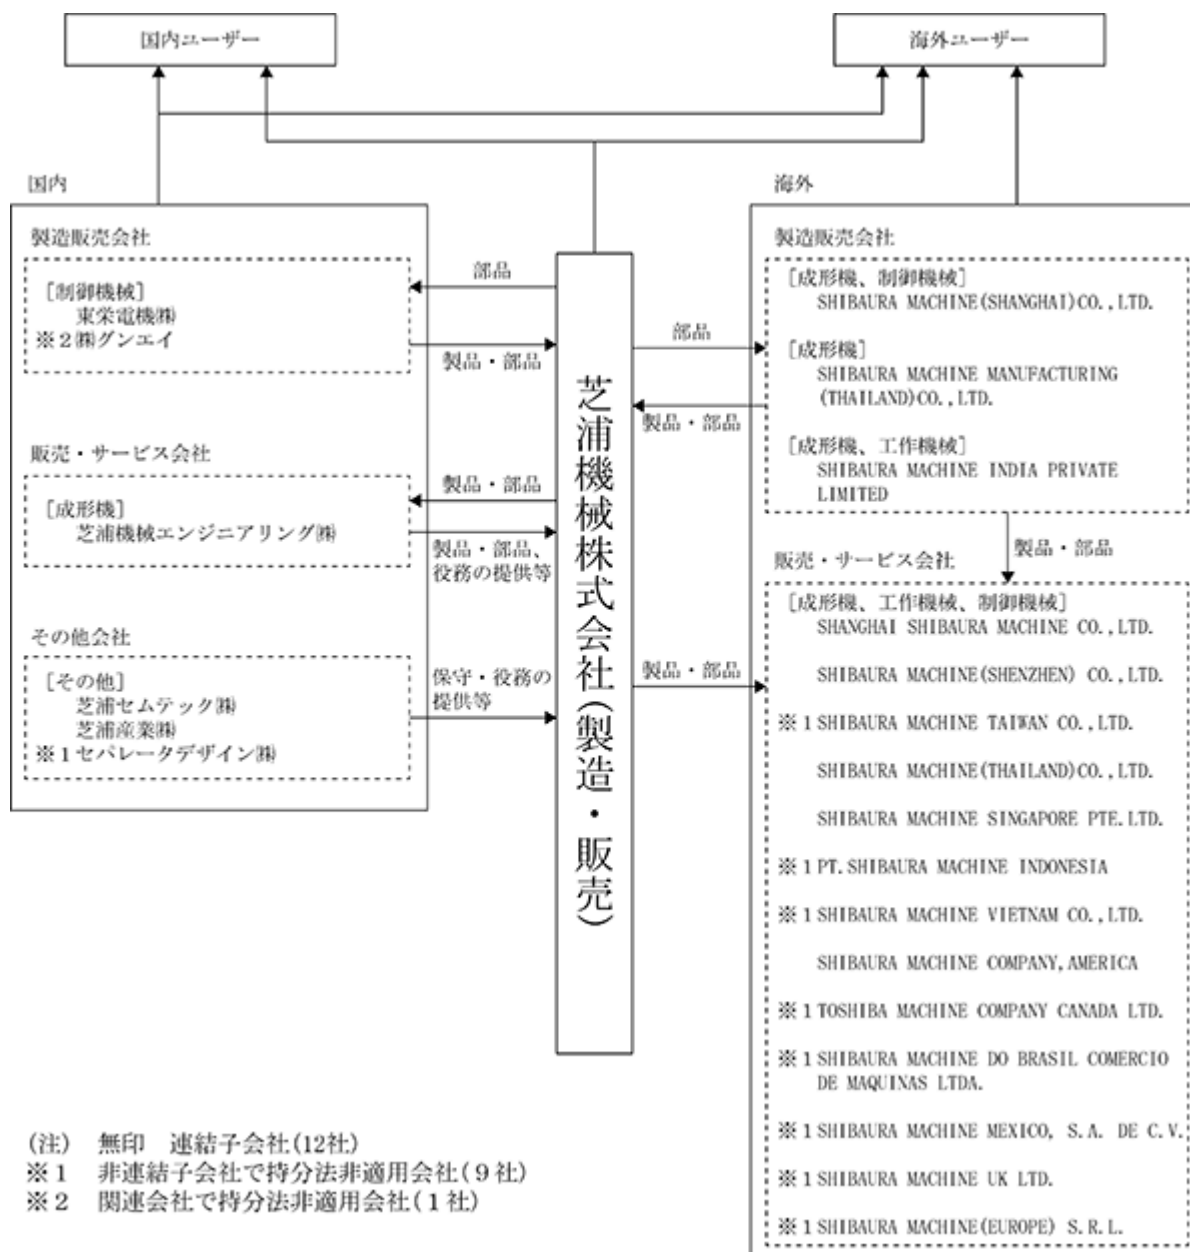 国内ユーザー
海外ユーザー
国内
製造販売会社
[制御機械]
東栄電機㈱
※2㈱グンエイ
販売・サービス会社
[成形機]
芝浦機械エンジニアリング㈱
その他会社
[その他]
芝浦セムテック㈱
芝浦産業㈱
※1セパレータデザイン㈱
部品
製品・部品
製品・部品
製品・部品、
役務の提供等
保守・役務の
提供等
芝浦機械株式会社(製造・販売)
部品
製品・部品
製品・部品
海外
製造販売会社
[成形機、制御機械]
SHIBAURA MACHINE(SHANGHAI)CO.,LTD.
[成形機]
SHIBAURA MACHINE MANUFACTURING
(THAILAND)CO.,LTD.
[成形機、工作機械]
SHIBAURA MACHINE INDIA PRIVATE
LIMITED
製品・部品
販売・サービス会社
[成形機、工作機械、制御機械]
SHANGHAI SHIBAURA MACHINE CO.,LTD.
SHIBAURA MACHINE(SHENZHEN) CO.,LTD.
※1 SHIBAURA MACHINE TAIWAN CO.,LTD.
SHIBAURA MACHINE(THAILAND)CO.,LTD.
SHIBAURA MACHINE SINGAPORE PTE.LTD.
※1 PT.SHIBAURA MACHINE INDONESIA
※1 SHIBAURA MACHINE VIETNAM CO.,LTD.
SHIBAURA MACHINE COMPANY,AMERICA
※1 TOSHIBA MACHINE COMPANY CANADA LTD.
※1 SHIBAURA MACHINE DO BRASIL COMERCIO
DE MAQUINAS LTDA.
※1 SHIBAURA MACHINE MEXICO, S.A. DE C.V.
※1 SHIBAURA MACHINE UK LTD.
※1 SHIBAURA MACHINE(EUROPE) S.R.L.
(注) 無印 連結子会社(12社)
※1 非連結子会社で持分法非適用会社(9社)
※2 関連会社で持分法非適用会社(1社)